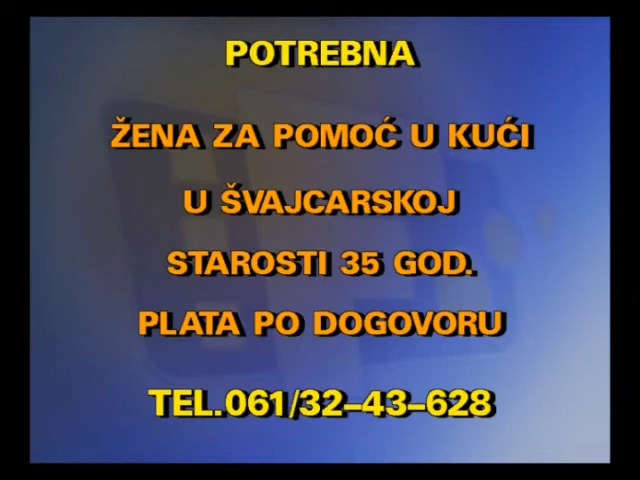 POTREBNA
ŽENA ZA POMOĆ U KUĆI
U ŠVAJCARSKOJ
STAROSTI 35 GOD.
PLATA PO DOGOVORU
TEL.061/32-43-628